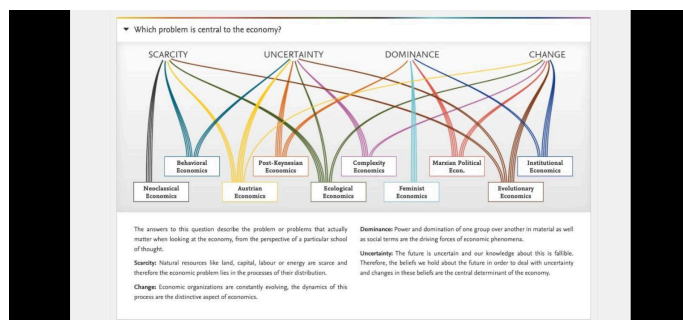 Which problem is central to the economy?
SCARCITY UNCERTAINTY DOMINANCE CHANGE
Behavioral Economics
Post-Keynesian Economics
Complexity Economics
Marxian Political Econ.
Institutional Economics
Neoclassical Economics
Austrian Economics
Ecological Economics
Feminist Economics
Evolutionary Economics
The answers to this question describe the problem or problems that actually
matter when looking at the economy, from the perspective of a particular school
of thought.
Scarcity: Natural resources like land, capital, labour or energy are scarce and
therefore the economic problem lies in the processes of their distribution.
Change: Economic organizations are constantly evolving, the dynamics of this
process are the distinctive aspect of economics.
Dominance: Power and domination of one group over another in material as well
as social terms are the driving forces of economic phenomena.
Uncertainty: The future is uncertain and our knowledge about this is fallible.
Therefore, the beliefs we hold about the future in order to deal with uncertainty
and changes in these beliefs are the central determinant of the economy.